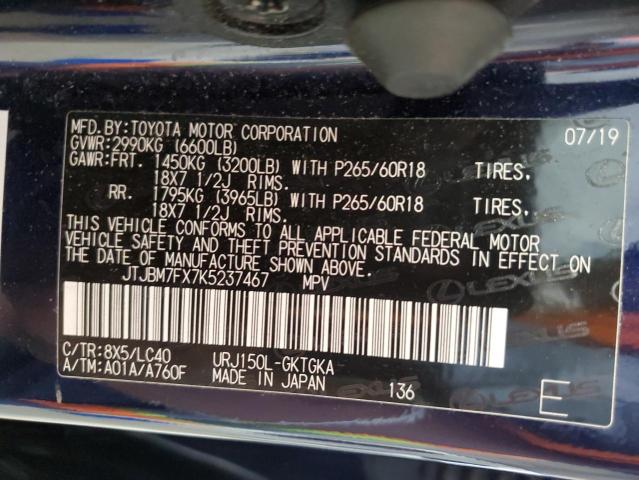 MFD.BY:TOYOTA MOTOR CORPORATION 07/19
GVWR:2990KG (6600LB)
GAWR:FRT. 1450KG (3200LB) WITH P265/60R18 TIRES,
18X7 1/2J RIMS.
RR. 1795KG (3965LB) WITH P265/60R18 TIRES,
18X7 1/2J RIMS.
THIS VEHICLE CONFORMS TO ALL APPLICABLE FEDERAL MOTOR
VEHICLE SAFETY AND THEFT PREVENTION STANDARDS IN EFFECT ON
THE DATE OF MANUFACTURE SHOWN ABOVE.
JTJBM7FX7K5237467 MPV
LEXUS
C/TR:8X5/LC40 URJ150L-GKTGKA
A/TM:A01A/A760F MADE IN JAPAN 136 E